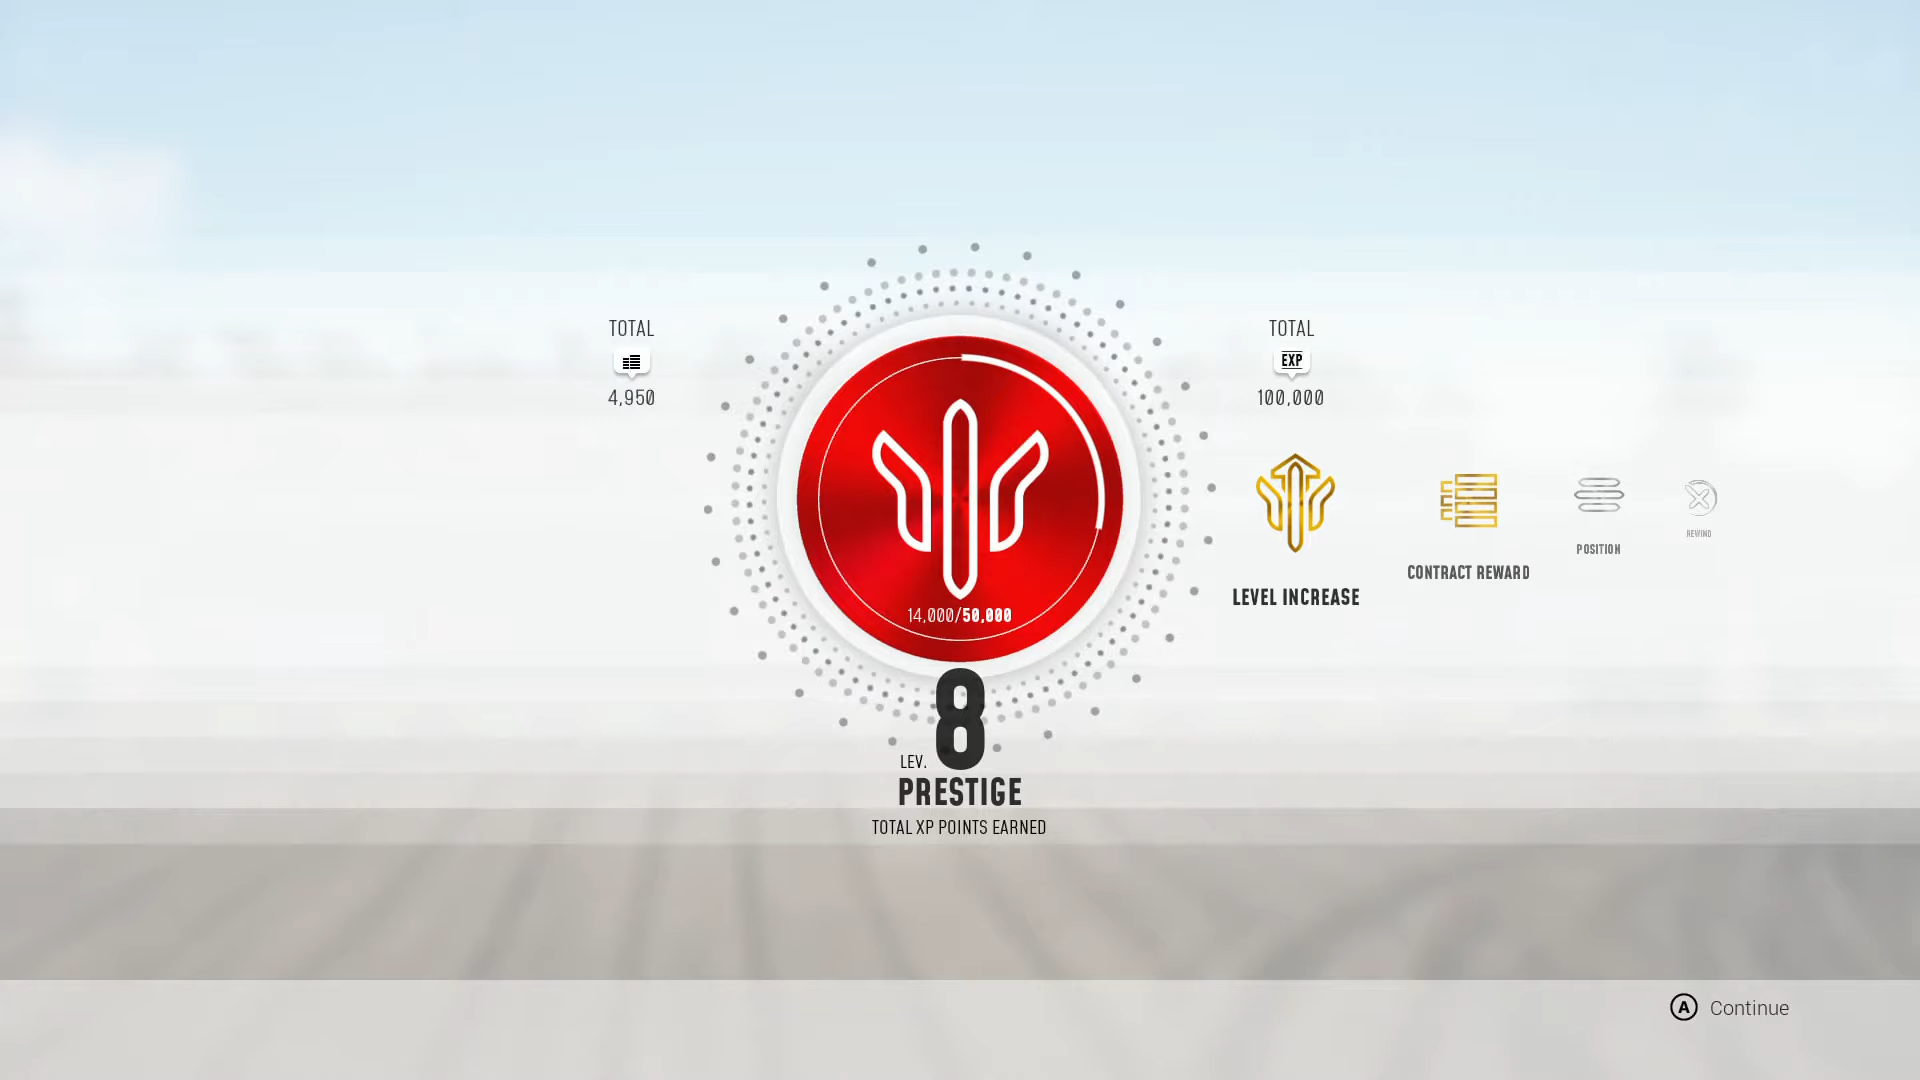 TOTAL
4,950
TOTAL
EXP
100,000
14,000/50,000
LEVEL INCREASE
CONTRACT REWARD
POSITION
REWIND
LEV. 8
PRESTIGE
TOTAL XP POINTS EARNED
A Continue